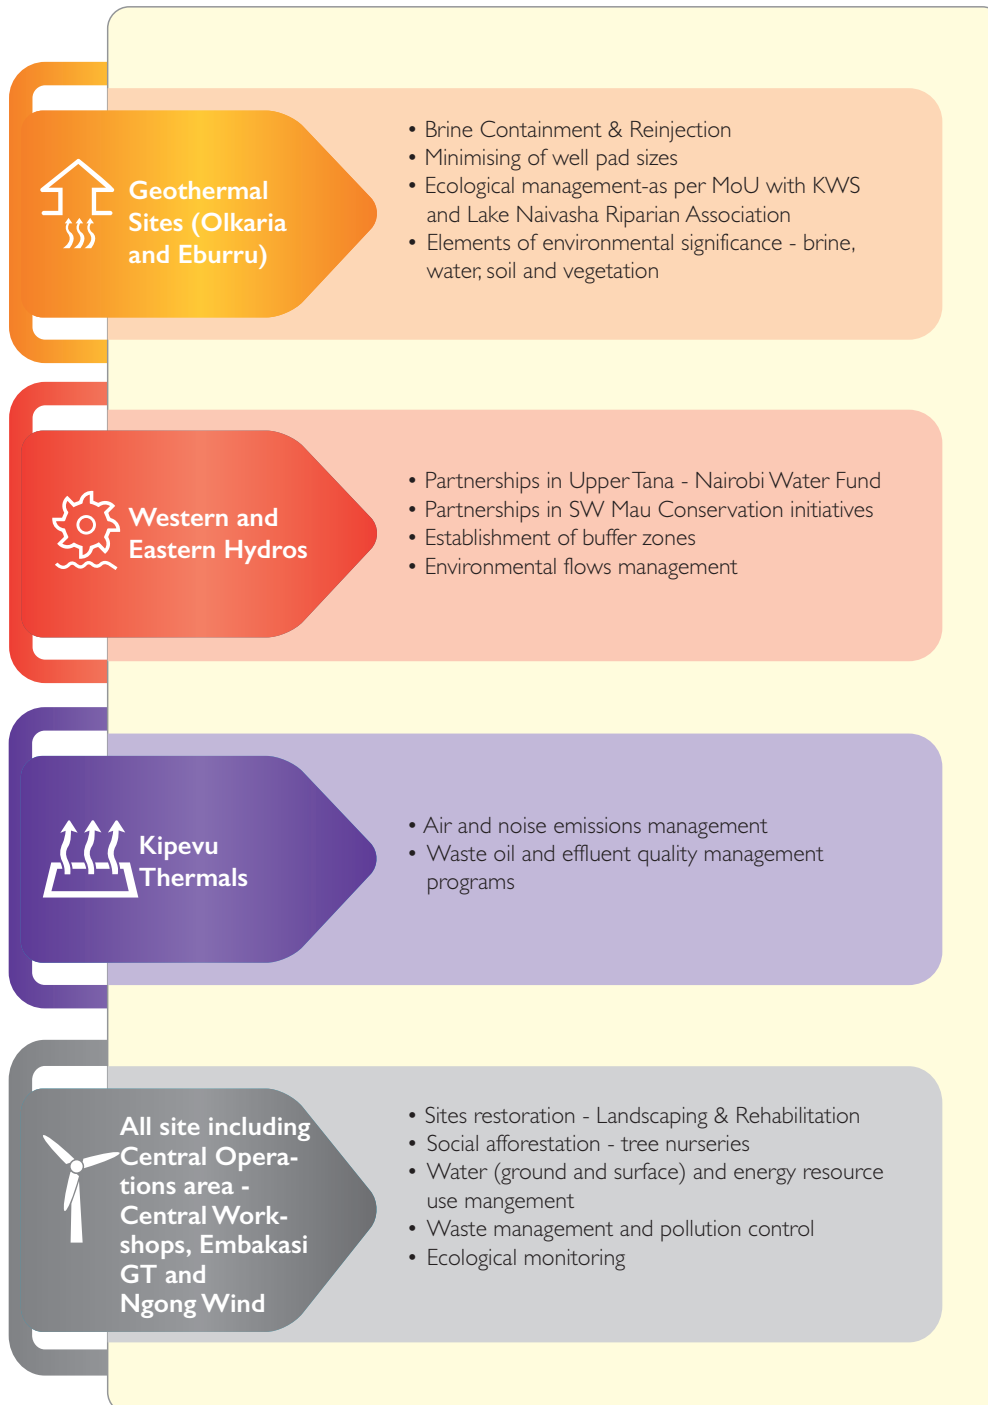 Geothermal
Sites (Olkaria
and Eburru)
• Brine Containment & Reinjection
• Minimising of well pad sizes
• Ecological management-as per MoU with KWS
and Lake Naivasha Riparian Association
• Elements of environmental significance - brine,
water, soil and vegetation
Western and
Eastern Hydros
• Partnerships in Upper Tana - Nairobi Water Fund
• Partnerships in SW Mau Conservation initiatives
• Establishment of buffer zones
• Environmental flows management
Kipevu
Thermals
• Air and noise emissions management
• Waste oil and effluent quality management
programs
All site including
Central Opera-
tions area -
Central Work-
shops, Embakasi
GT and
Ngong Wind
• Sites restoration - Landscaping & Rehabilitation
• Social afforestation - tree nurseries
• Water (ground and surface) and energy resource
use mangement
• Waste management and pollution control
• Ecological monitoring